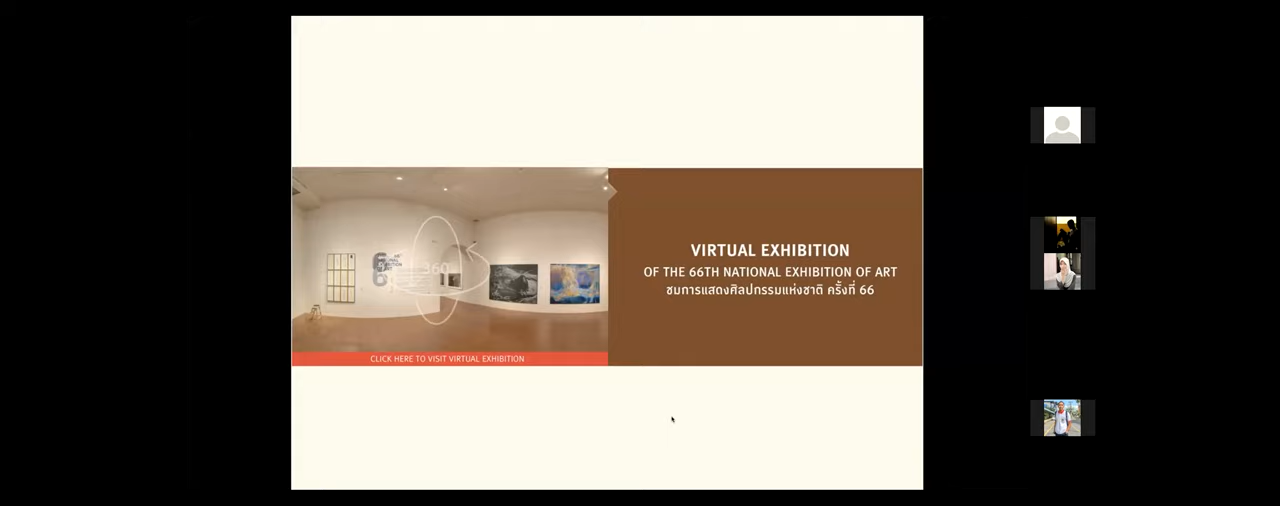 66
360
CLICK HERE TO VISIT VIRTUAL EXHIBITION
VIRTUAL EXHIBITION
OF THE 66TH NATIONAL EXHIBITION OF ART
ชมการแสดงศิลปกรรมแห่งชาติ ครั้งที่ 66